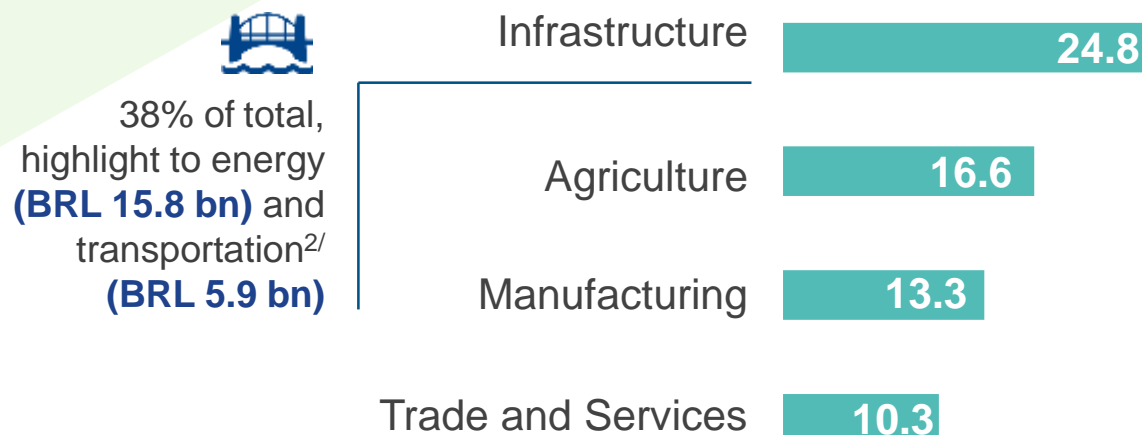 Infrastructure
24.8
38% of total,
highlight to energy
(BRL 15.8 bn) and
transportation2/
(BRL 5.9 bn)
Agriculture
16.6
Manufacturing
13.3
Trade and Services
10.3